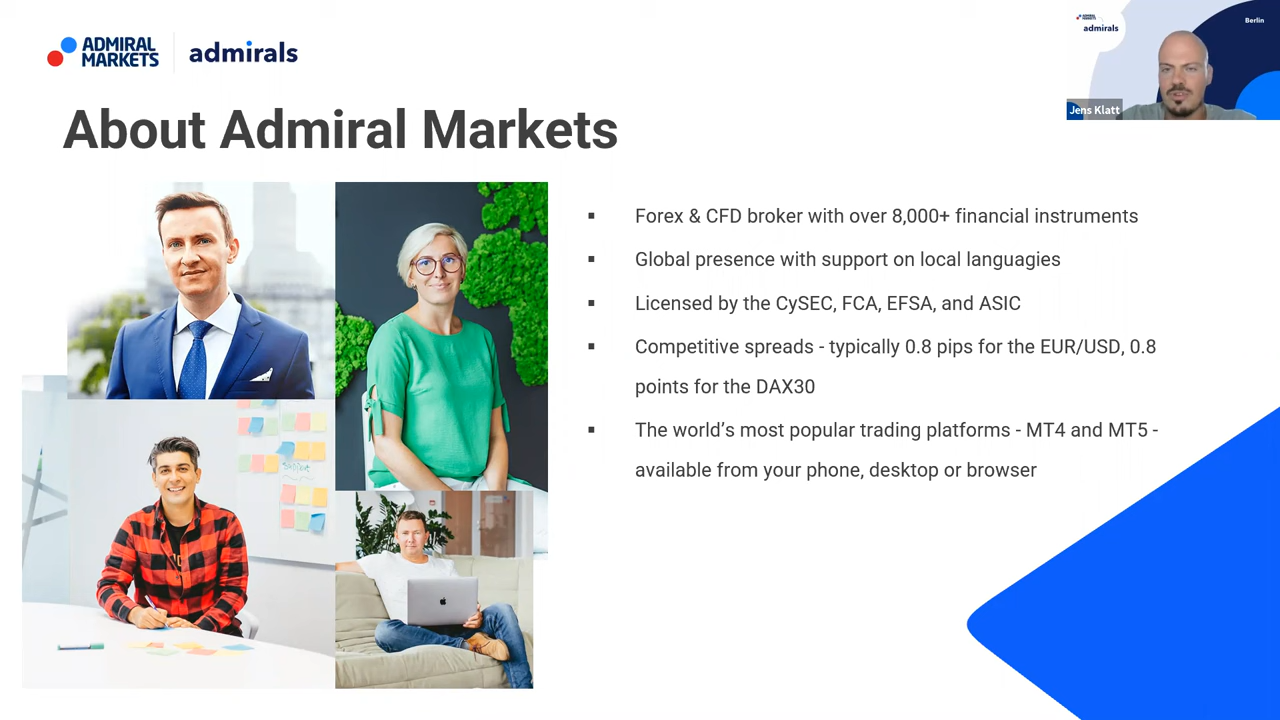 ADMIRAL
MARKETS
admirals
admirals
Berlin
Jens Klatt
About Admiral Markets
▪ Forex & CFD broker with over 8,000+ financial instruments
▪ Global presence with support on local languagies
▪ Licensed by the CySEC, FCA, EFSA, and ASIC
▪ Competitive spreads - typically 0.8 pips for the EUR/USD, 0.8
points for the DAX30
▪ The world’s most popular trading platforms - MT4 and MT5 -
available from your phone, desktop or browser